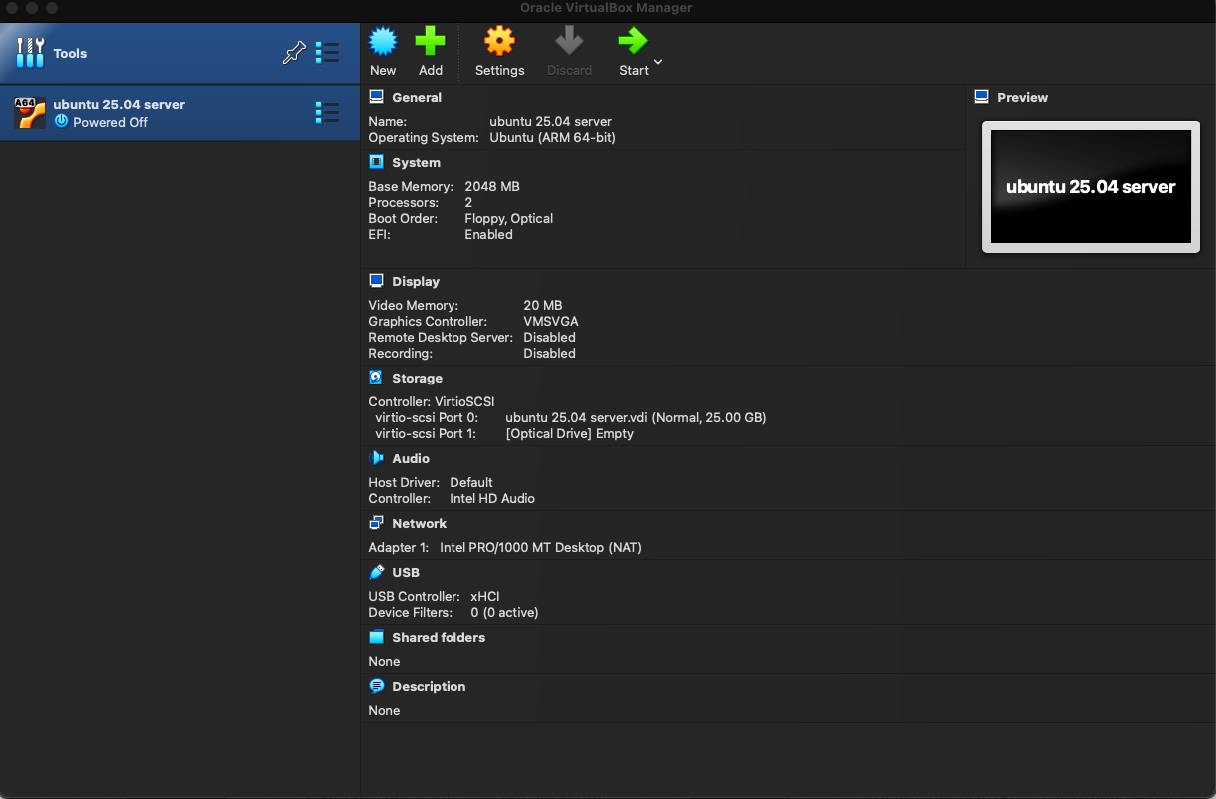 Oracle VirtualBox Manager
Tools
New Add Settings Discard Start
A64
ubuntu 25.04 server
Powered Off
General
Name: ubuntu 25.04 server
Operating System: Ubuntu (ARM 64-bit)
Preview
ubuntu 25.04 server
System
Base Memory: 2048 MB
Processors: 2
Boot Order: Floppy, Optical
EFI: Enabled
Display
Video Memory: 20 MB
Graphics Controller: VMSVGA
Remote Desktop Server: Disabled
Recording: Disabled
Storage
Controller: VirtioSCSI
virtio-scsi Port 0: ubuntu 25.04 server.vdi (Normal, 25.00 GB)
virtio-scsi Port 1: [Optical Drive] Empty
Audio
Host Driver: Default
Controller: Intel HD Audio
Network
Adapter 1: Intel PRO/1000 MT Desktop (NAT)
USB
USB Controller: xHCI
Device Filters: 0 (0 active)
Shared folders
None
Description
None